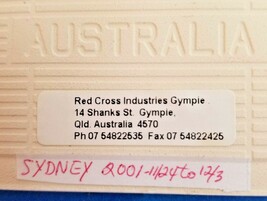 AUSTRALIA
Red Cross Industries Gympie
14 Shanks St. Gympie,
Qld. Australia 4570
Ph 07 54822535 Fax 07 54822425
SYDNEY 2001-11/24 to 12/3